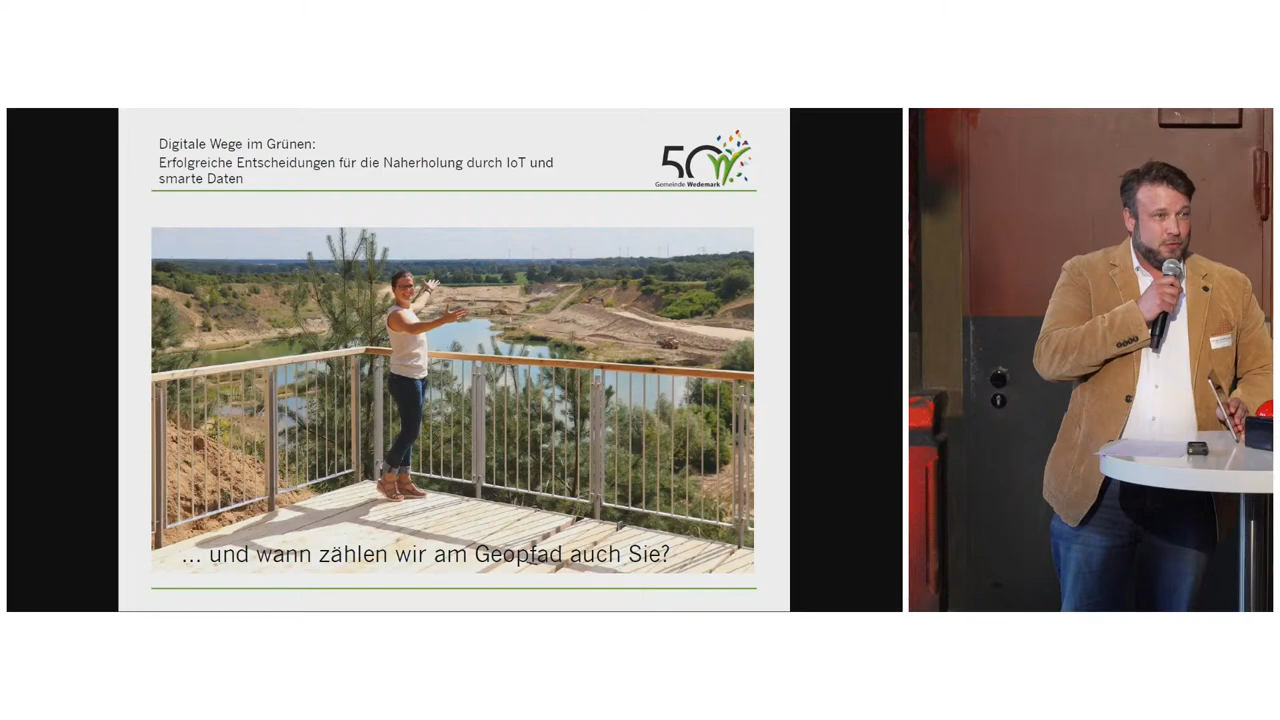 Digitale Wege im Grünen:
Erfolgreiche Entscheidungen für die Naherholung durch IoT und
smarte Daten
50
Gemeinde Wedemark
... und wann zählen wir am Geopfad auch Sie?